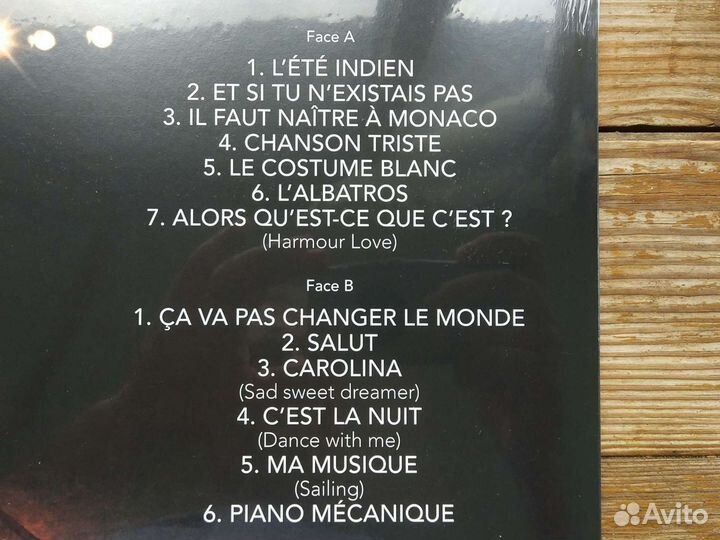 Face A
1. L'ÉTÉ INDIEN
2. ET SI TU N'EXISTAIS PAS
3. IL FAUT NAÎTRE À MONACO
4. CHANSON TRISTE
5. LE COSTUME BLANC
6. L'ALBATROS
7. ALORS QU'EST-CE QUE C'EST ?
(Harmour Love)
Face B
1. ÇA VA PAS CHANGER LE MONDE
2. SALUT
3. CAROLINA
(Sad sweet dreamer)
4. C'EST LA NUIT
(Dance with me)
5. MA MUSIQUE
(Sailing)
6. PIANO MÉCANIQUE
Avito